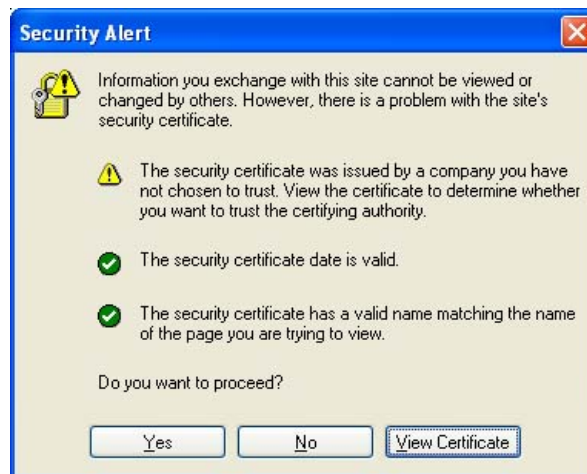 Security Alert
Information you exchange with this site cannot be viewed or
changed by others. However, there is a problem with the site's
security certificate.
The security certificate was issued by a company you have
not chosen to trust. View the certificate to determine whether
you want to trust the certifying authority.
The security certificate date is valid.
The security certificate has a valid name matching the name
of the page you are trying to view.
Do you want to proceed?
Yes
No
View Certificate